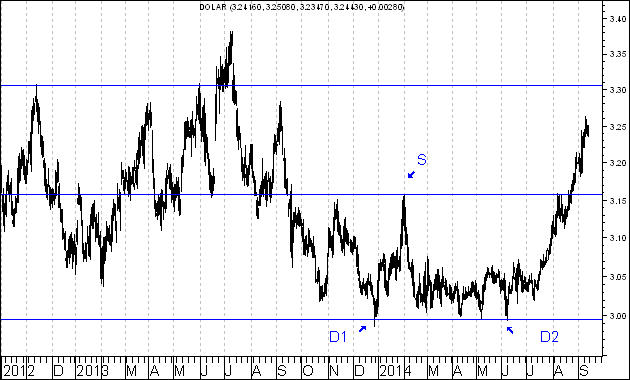 DOLAR (3.24160, 3.25080, 3.23470, 3.24430, +0.00280)
3.40
3.35
3.30
3.25
3.20
3.15
3.10
3.05
3.00
S
D1
D2
2012 D 2013 M A M J J A S O N D 2014 M A M J J A S